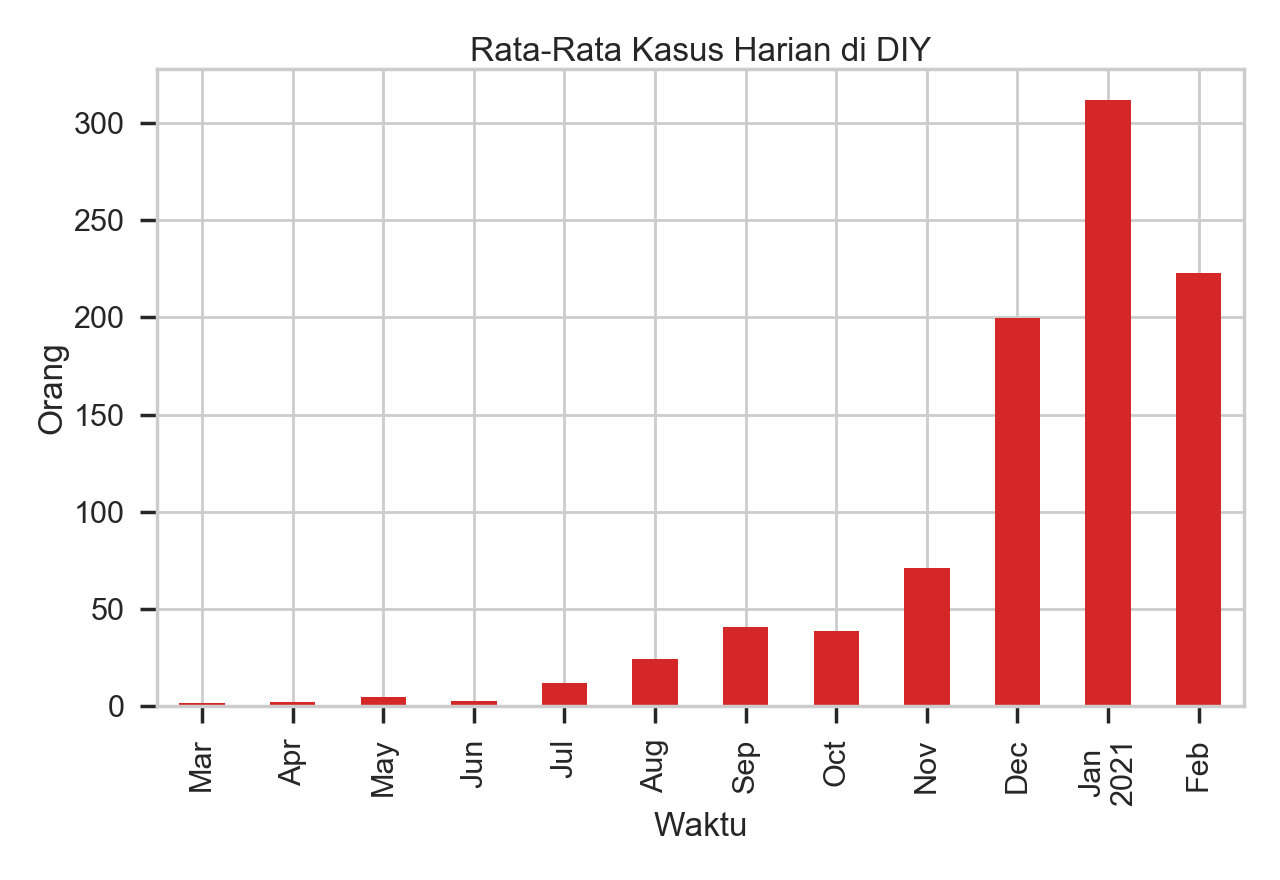 Rata-Rata Kasus Harian di DIY
300
250
200
150
100
50
0
Orang
Mar
Apr
May
Jun
Jul
Aug
Sep
Oct
Nov
Dec
Jan
2021
Feb
Waktu